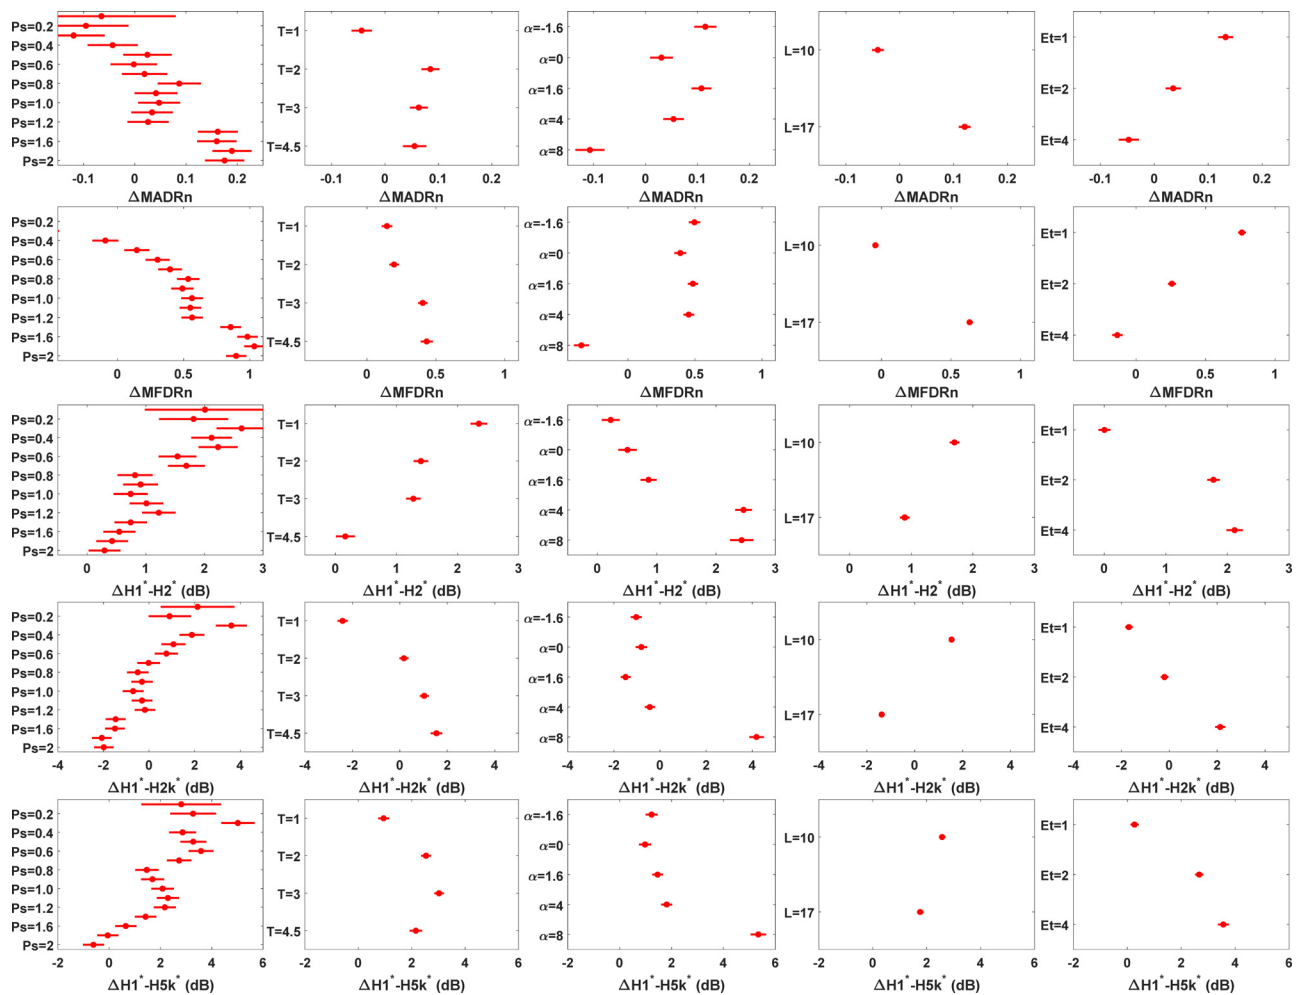 Ps=0.2
Ps=0.4
Ps=0.6
Ps=0.8
Ps=1.0
Ps=1.2
Ps=1.6
Ps=2
-0.1 0 0.1 0.2
ΔMADRn
T=1
T=2
T=3
T=4.5
-0.1 0 0.1 0.2
ΔMADRn
α=-1.6
α=0
α=1.6
α=4
α=8
-0.1 0 0.1 0.2
ΔMADRn
L=10
L=17
-0.1 0 0.1 0.2
ΔMADRn
Et=1
Et=2
Et=4
-0.1 0 0.1 0.2
ΔMADRn
Ps=0.2
Ps=0.4
Ps=0.6
Ps=0.8
Ps=1.0
Ps=1.2
Ps=1.6
Ps=2
0 0.5 1
ΔMFDRn
T=1
T=2
T=3
T=4.5
0 0.5 1
ΔMFDRn
α=-1.6
α=0
α=1.6
α=4
α=8
0 0.5 1
ΔMFDRn
L=10
L=17
0 0.5 1
ΔMFDRn
Et=1
Et=2
Et=4
0 0.5 1
ΔMFDRn
Ps=0.2
Ps=0.4
Ps=0.6
Ps=0.8
Ps=1.0
Ps=1.2
Ps=1.6
Ps=2
0 1 2 3
ΔH1*-H2* (dB)
T=1
T=2
T=3
T=4.5
0 1 2 3
ΔH1*-H2* (dB)
α=-1.6
α=0
α=1.6
α=4
α=8
0 1 2 3
ΔH1*-H2* (dB)
L=10
L=17
0 1 2 3
ΔH1*-H2* (dB)
Et=1
Et=2
Et=4
0 1 2 3
ΔH1*-H2* (dB)
Ps=0.2
Ps=0.4
Ps=0.6
Ps=0.8
Ps=1.0
Ps=1.2
Ps=1.6
Ps=2
-4 -2 0 2 4
ΔH1*-H2k* (dB)
T=1
T=2
T=3
T=4.5
-4 -2 0 2 4
ΔH1*-H2k* (dB)
α=-1.6
α=0
α=1.6
α=4
α=8
-4 -2 0 2 4
ΔH1*-H2k* (dB)
L=10
L=17
-4 -2 0 2 4
ΔH1*-H2k* (dB)
Et=1
Et=2
Et=4
-4 -2 0 2 4
ΔH1*-H2k* (dB)
Ps=0.2
Ps=0.4
Ps=0.6
Ps=0.8
Ps=1.0
Ps=1.2
Ps=1.6
Ps=2
-2 0 2 4 6
ΔH1*-H5k* (dB)
T=1
T=2
T=3
T=4.5
-2 0 2 4 6
ΔH1*-H5k* (dB)
α=-1.6
α=0
α=1.6
α=4
α=8
-2 0 2 4 6
ΔH1*-H5k* (dB)
L=10
L=17
-2 0 2 4 6
ΔH1*-H5k* (dB)
Et=1
Et=2
Et=4
-2 0 2 4 6
ΔH1*-H5k* (dB)